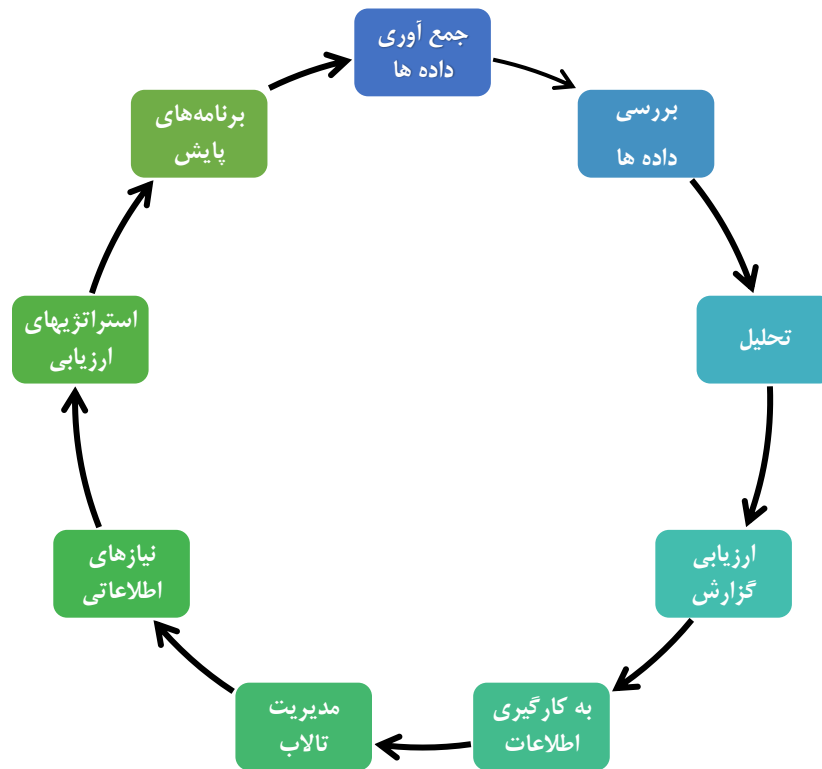 جمع آوری
داده ها
بررسی
داده ها
تحلیل
ارزیابی
گزارش
به کارگیری
اطلاعات
مدیریت
تالاب
نیازهای
اطلاعاتی
استراتژیهای
ارزیابی
برنامه‌های
پایش